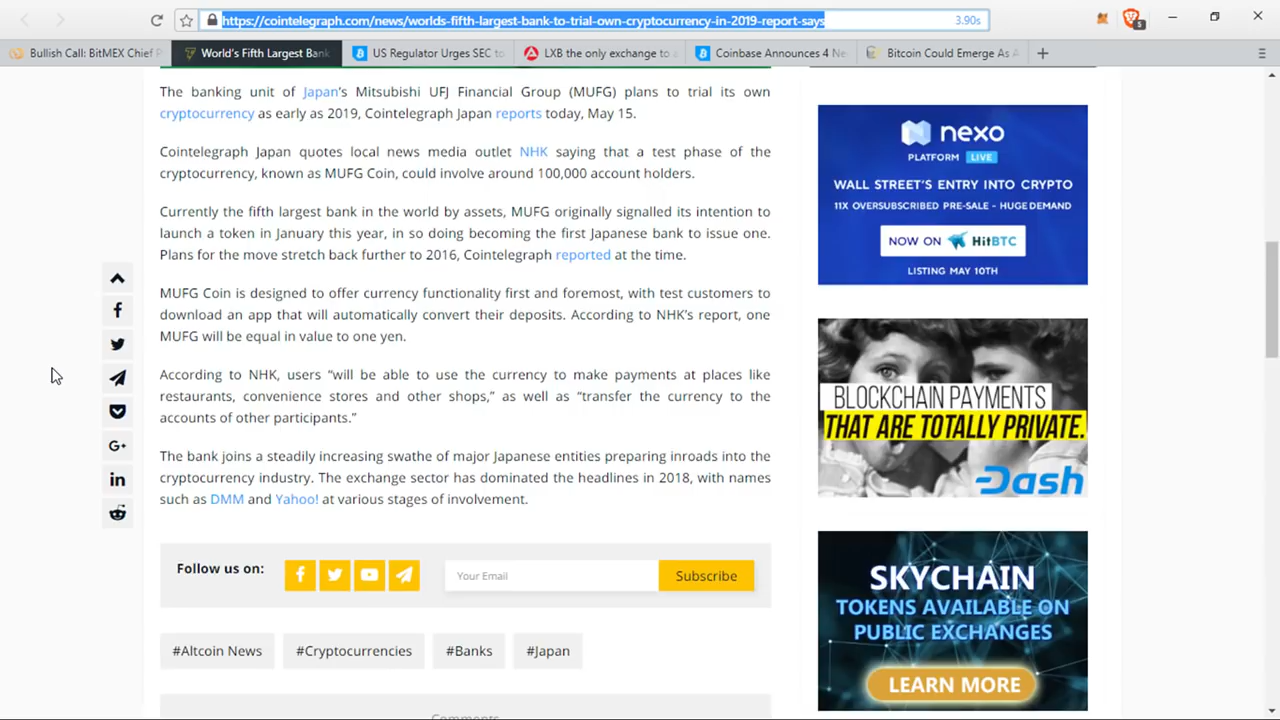 https://cointelegraph.com/news/worlds-fifth-largest-bank-to-trial-own-cryptocurrency-in-2019-report-says
3.90s
5
Bullish Call: BitMEX Chief
World's Fifth Largest Bank
US Regulator Urges SEC to
LXB the only exchange to
Coinbase Announces 4 Ne
Bitcoin Could Emerge As
The banking unit of Japan's Mitsubishi UFJ Financial Group (MUFG) plans to trial its own
cryptocurrency as early as 2019, Cointelegraph Japan reports today, May 15.
Cointelegraph Japan quotes local news media outlet NHK saying that a test phase of the
cryptocurrency, known as MUFG Coin, could involve around 100,000 account holders.
Currently the fifth largest bank in the world by assets, MUFG originally signalled its intention to
launch a token in January this year, in so doing becoming the first Japanese bank to issue one.
Plans for the move stretch back further to 2016, Cointelegraph reported at the time.
MUFG Coin is designed to offer currency functionality first and foremost, with test customers to
download an app that will automatically convert their deposits. According to NHK's report, one
MUFG will be equal in value to one yen.
According to NHK, users “will be able to use the currency to make payments at places like
restaurants, convenience stores and other shops,” as well as “transfer the currency to the
accounts of other participants.”
The bank joins a steadily increasing swathe of major Japanese entities preparing inroads into the
cryptocurrency industry. The exchange sector has dominated the headlines in 2018, with names
such as DMM and Yahoo! at various stages of involvement.
Follow us on:
Your Email
Subscribe
#Altcoin News
#Cryptocurrencies
#Banks
#Japan
Comments
nexo
PLATFORM LIVE
WALL STREET'S ENTRY INTO CRYPTO
11X OVERSUBSCRIBED PRE-SALE - HUGE DEMAND
NOW ON HitBTC
LISTING MAY 10TH
BLOCKCHAIN PAYMENTS
THAT ARE TOTALLY PRIVATE.
Dash
SKYCHAIN
TOKENS AVAILABLE ON
PUBLIC EXCHANGES
LEARN MORE